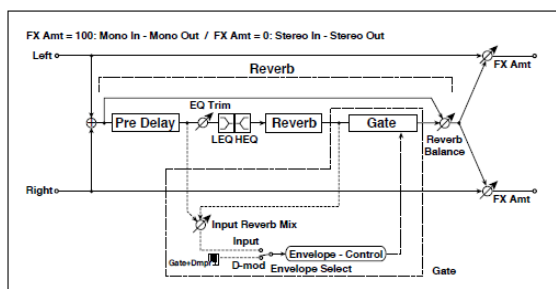 FX Amt = 100: Mono In - Mono Out / FX Amt = 0: Stereo In - Stereo Out
Left
FX Amt
Reverb
EQ Trim
Pre Delay
Reverb
Gate
LEQ HEQ
Reverb
Balance
Right
FX Amt
Input Reverb Mix
Input
Envelope - Control
Gate+Dmpr
D-mod
Envelope Select
Gate